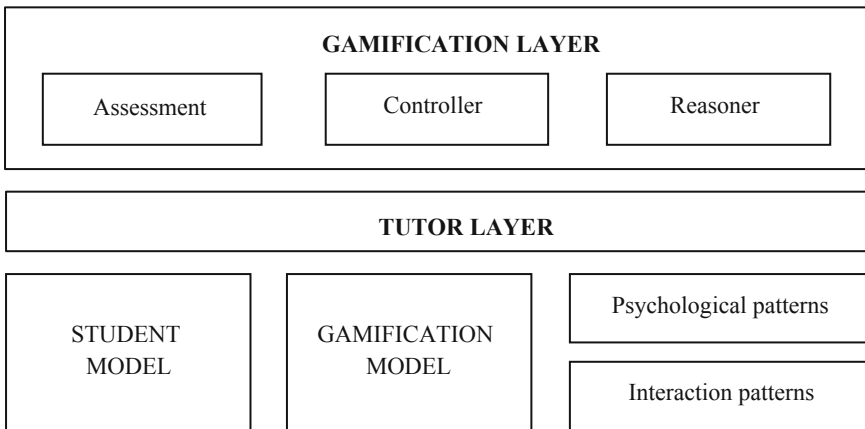 GAMIFICATION LAYER
Assessment
Controller
Reasoner
TUTOR LAYER
STUDENT
MODEL
GAMIFICATION
MODEL
Psychological patterns
Interaction patterns